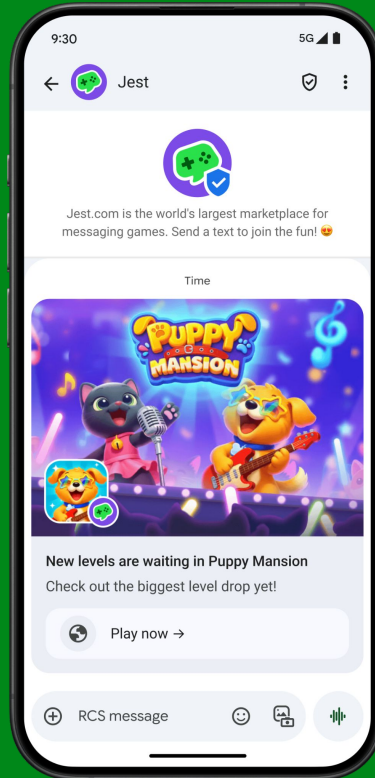 9:30
5G
Jest
Jest.com is the world's largest marketplace for
messaging games. Send a text to join the fun! 😍
Time
PUPPY
MANSION
New levels are waiting in Puppy Mansion
Check out the biggest level drop yet!
Play now →
RCS message